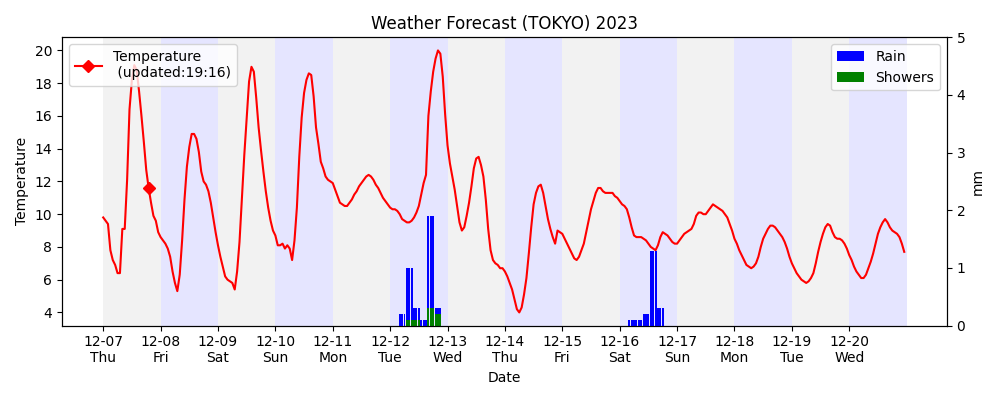 Weather Forecast (TOKYO) 2023
Temperature
(updated:19:16)
Rain
Showers
Temperature
20
18
16
14
12
10
8
6
4
5
4
3
2
1
0
mm
12-07 12-08 12-09 12-10 12-11 12-12 12-13 12-14 12-15 12-16 12-17 12-18 12-19 12-20
Thu Fri Sat Sun Mon Tue Wed Thu Fri Sat Sun Mon Tue Wed
Date